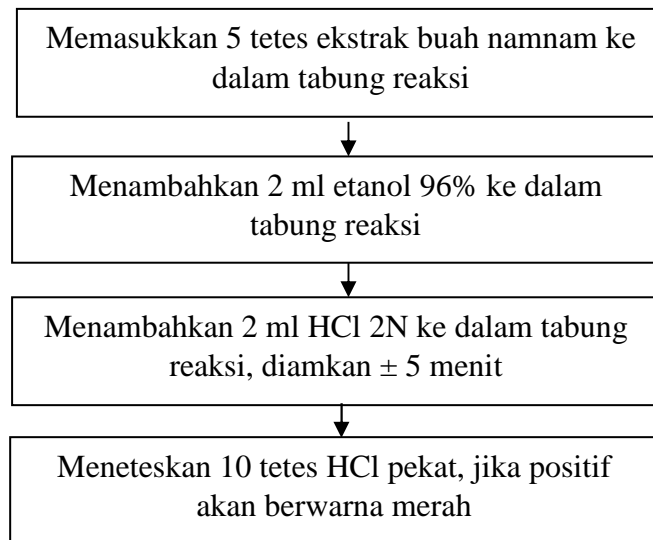 Memasukkan 5 tetes ekstrak buah namnam ke
dalam tabung reaksi
Menambahkan 2 ml etanol 96% ke dalam
tabung reaksi
Menambahkan 2 ml HCl 2N ke dalam tabung
reaksi, diamkan ± 5 menit
Meneteskan 10 tetes HCl pekat, jika positif
akan berwarna merah